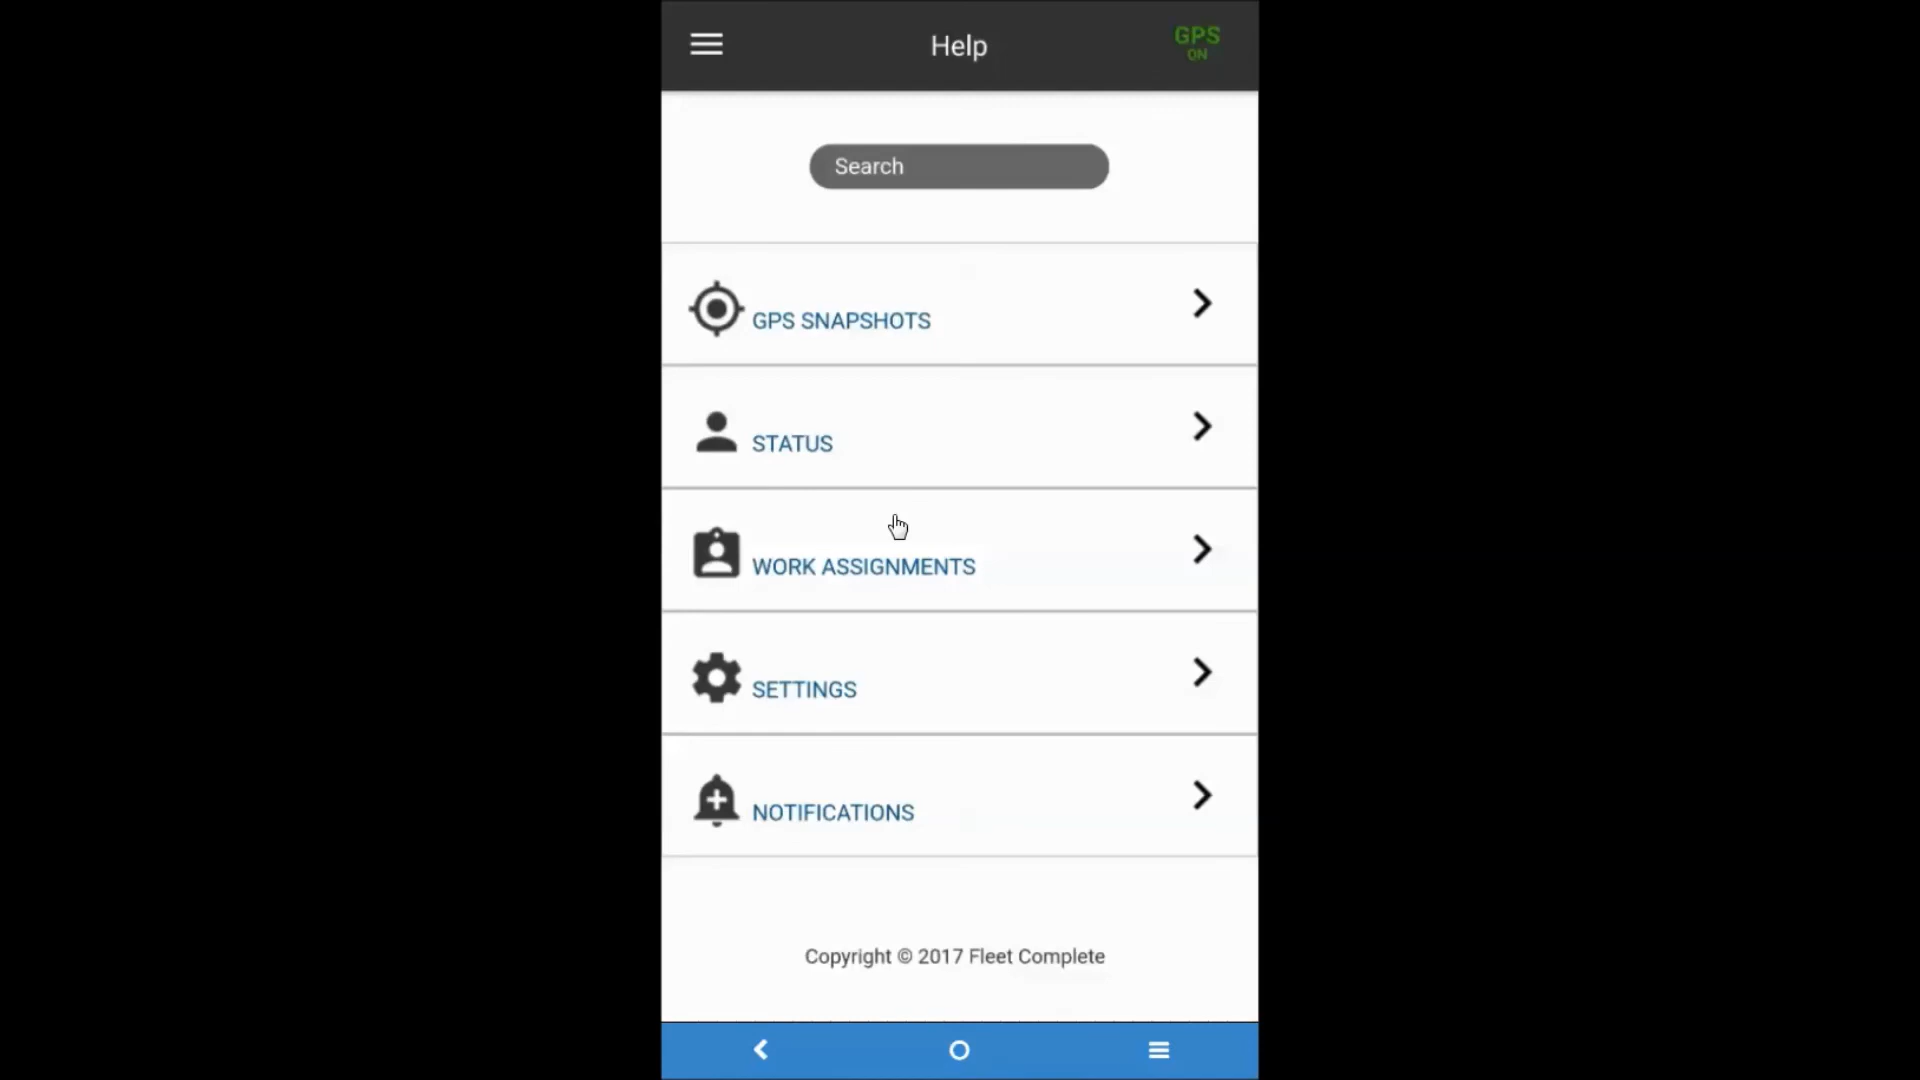 Help
GPS
ON
Search
GPS SNAPSHOTS
STATUS
WORK ASSIGNMENTS
SETTINGS
NOTIFICATIONS
Copyright © 2017 Fleet Complete